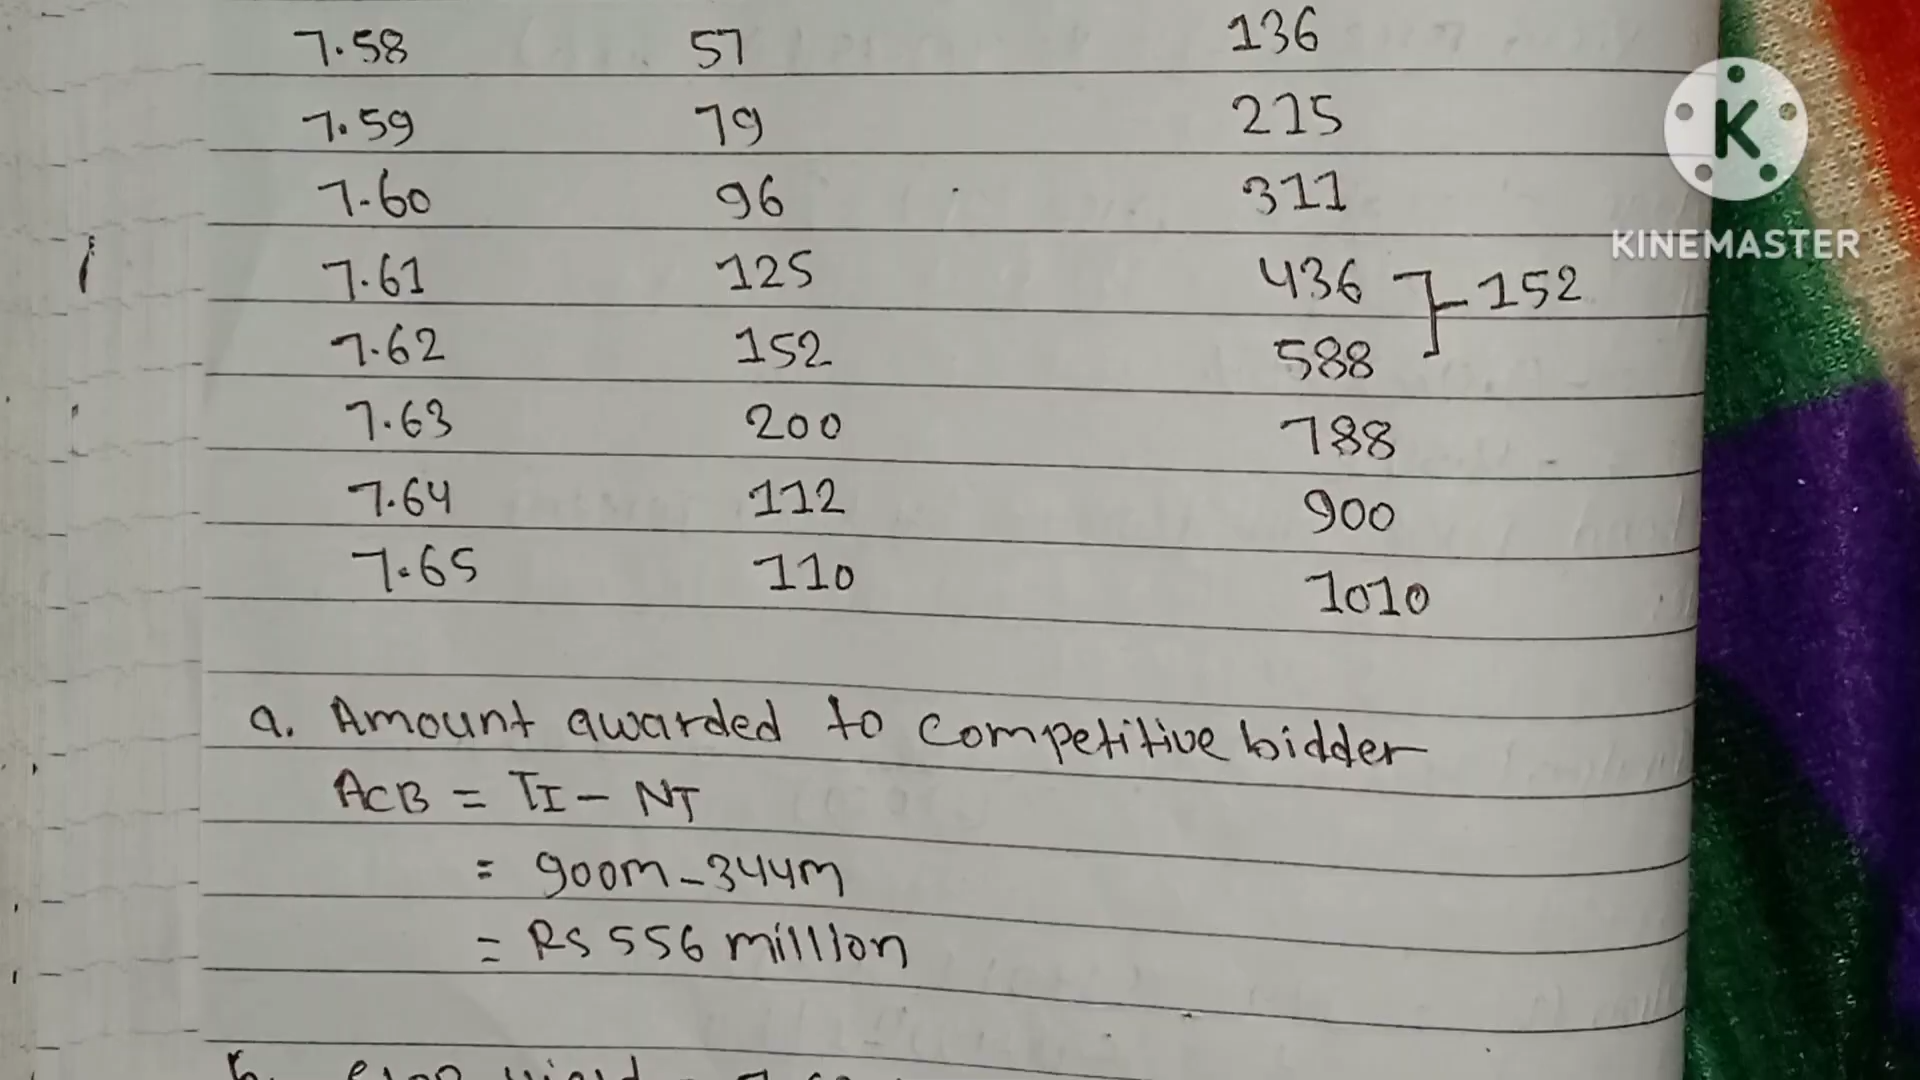 7.58 57 136
7.59 79 215
7.60 96 311
7.61 125 436 152
7.62 152 588
7.63 200 788
7.64 112 900
7.65 110 1010
K
KINEMASTER
a. Amount awarded to competitive bidder
ACB = TI - NT
= 900m - 344m
= Rs 556 million